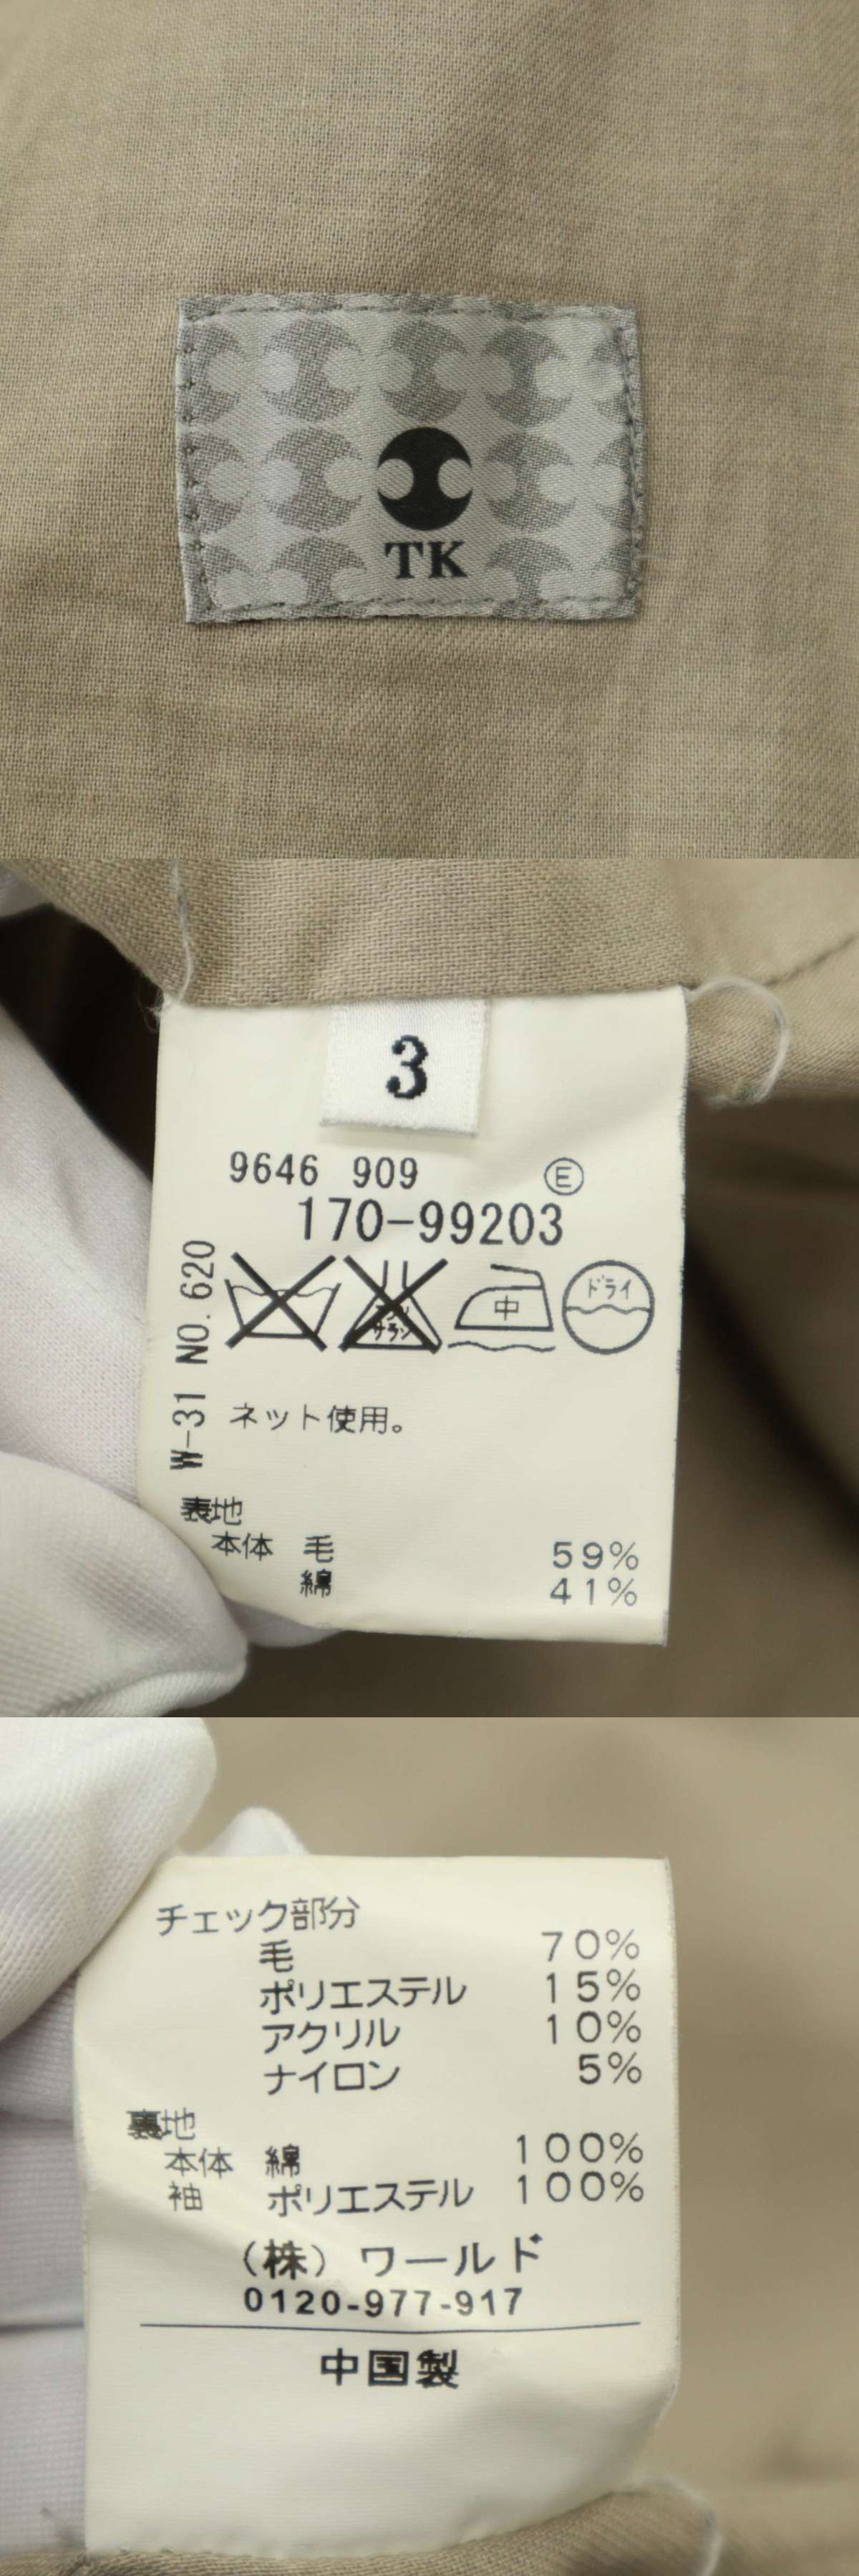 TK
3
9646 909 Ⓔ
170-99203
W-31 NO.620
中
ドライ
ネット使用。
表地
本体 毛 59%
綿 41%
チェック部分
毛 70%
ポリエステル 15%
アクリル 10%
ナイロン 5%
裏地
本体 綿 100%
袖 ポリエステル 100%
(株)ワールド
0120-977-917
中国製